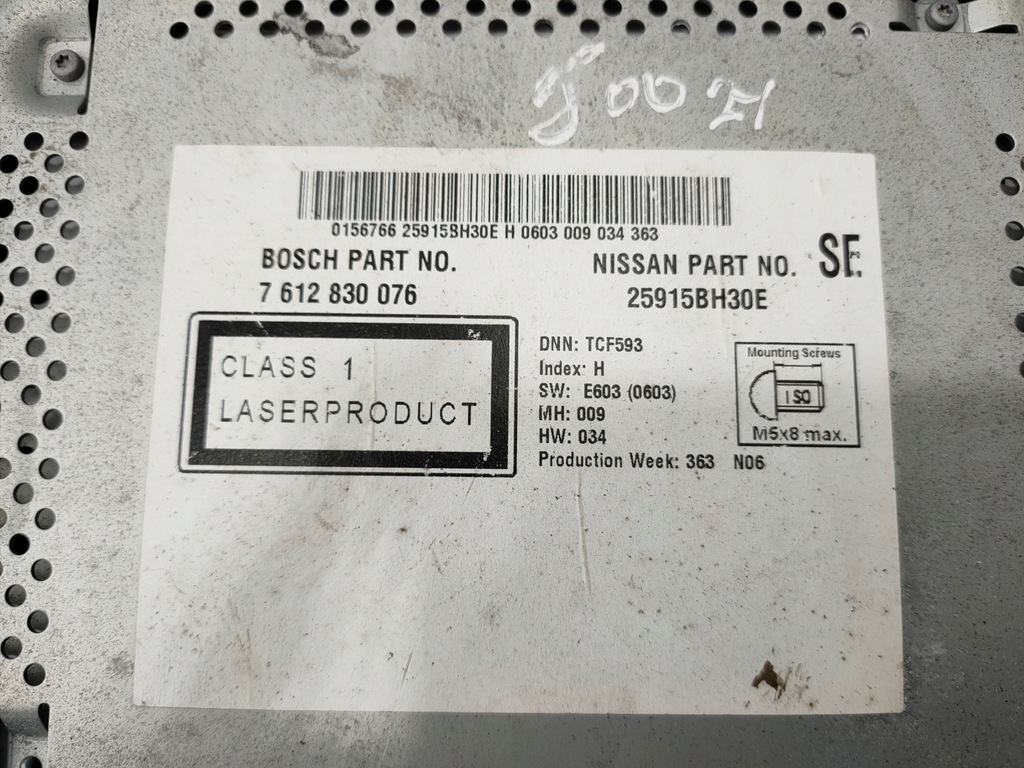 0156766 25915BH30E H 0603 009 034 363
BOSCH PART NO.
7 612 830 076
NISSAN PART NO. SE
25915BH30E
CLASS 1
LASERPRODUCT
DNN: TCF593
Index: H
SW: E603 (0603)
MH: 009
HW: 034
Production Week: 363 N06
Mounting Screws
ISO
M5x8 max.